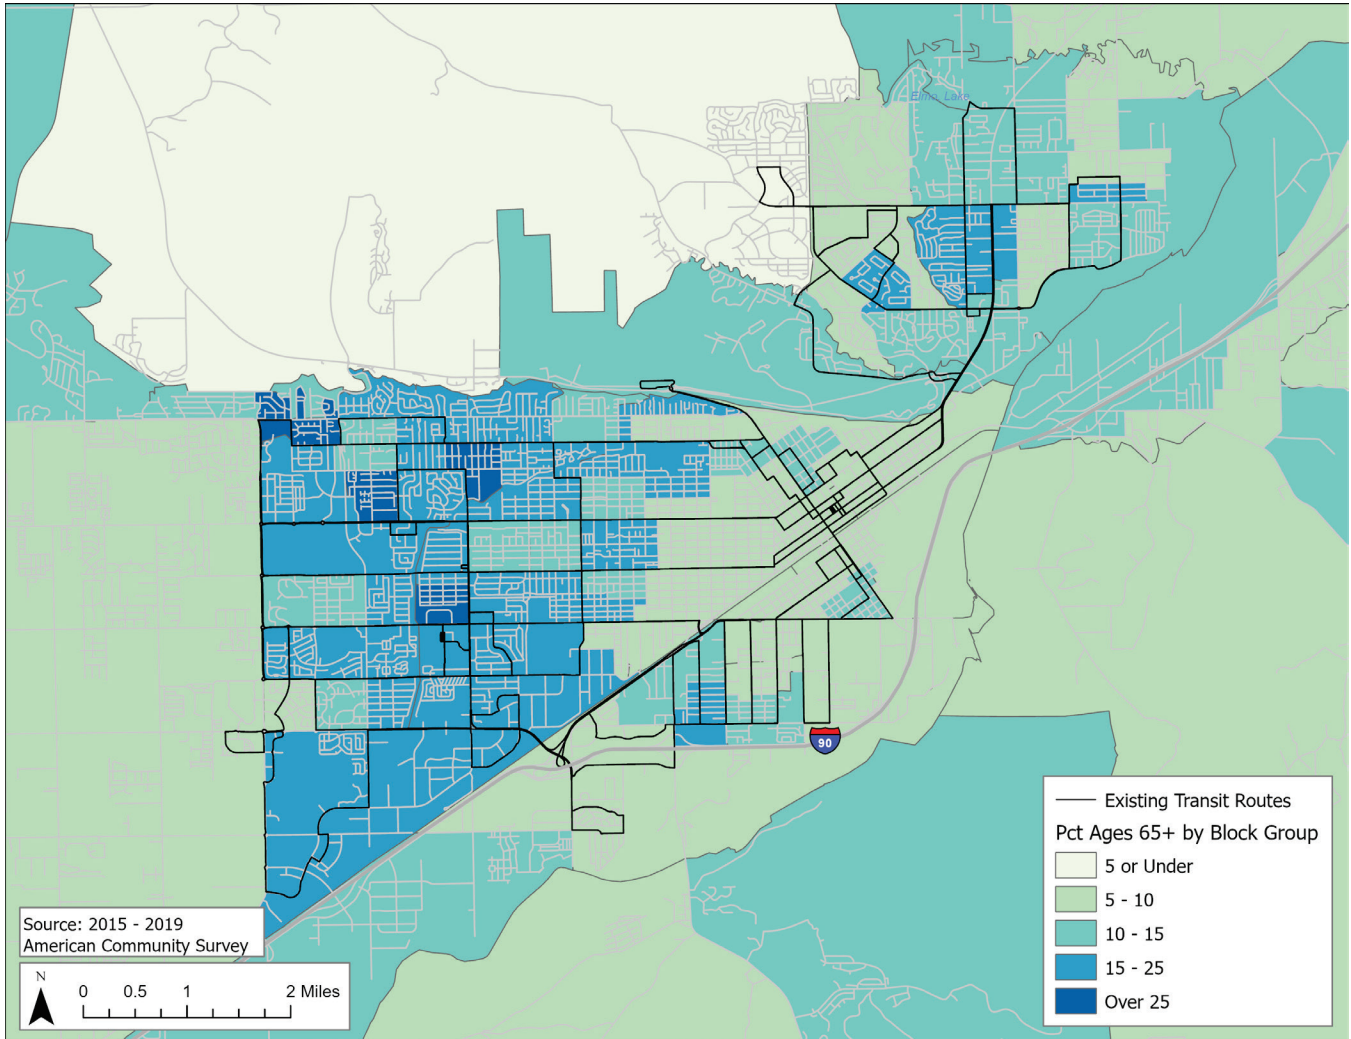 Elmo, Lake
90
Existing Transit Routes
Pct Ages 65+ by Block Group
5 or Under
5 - 10
10 - 15
15 - 25
Over 25
Source: 2015 - 2019
American Community Survey
N
0 0.5 1 2 Miles